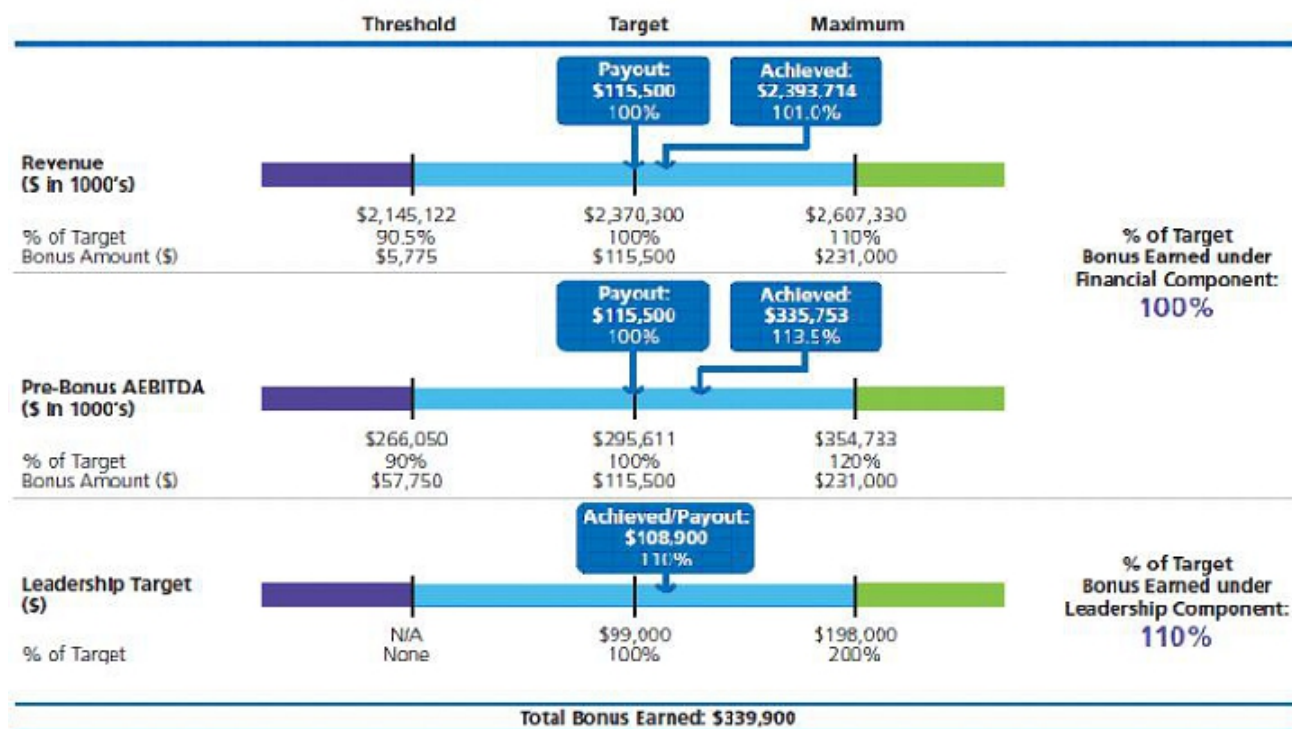 Threshold Target Maximum
Payout: Achieved:
$115,500 $2,393,714
100% 101.0%
Revenue
($ in 1000's)
$2,145,122 $2,370,300 $2,607,330
% of Target 90.5% 100% 110%
Bonus Amount ($) $5,775 $115,500 $231,000
% of Target
Bonus Earned under
Financial Component:
100%
Payout: Achieved:
$115,500 $335,753
100% 113.5%
Pre-Bonus AEBITDA
($ in 1000's)
$266,050 $295,611 $354,733
% of Target 90% 100% 120%
Bonus Amount ($) $57,750 $115,500 $231,000
Achieved/Payout:
$108,900
110%
Leadership Target
($)
N/A $99,000 $198,000
% of Target None 100% 200%
% of Target
Bonus Earned under
Leadership Component:
110%
Total Bonus Earned: $339,900